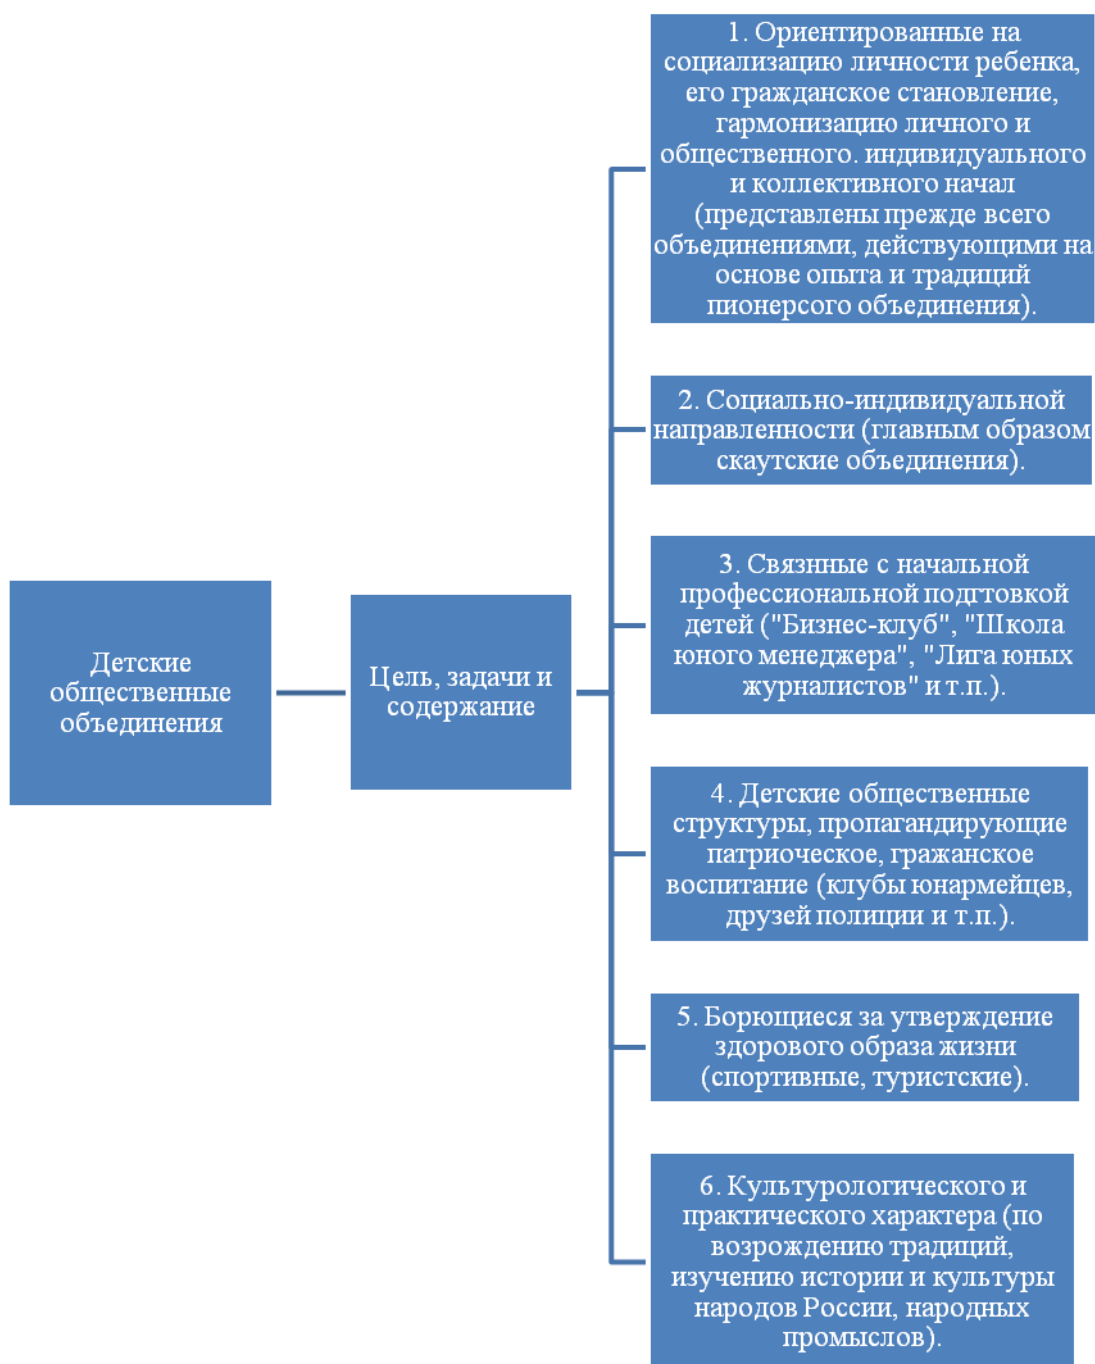 Детские
общественные
объединения
Цель, задачи и
содержание
1. Ориентированные на
социализацию личности ребенка,
его гражданское становление,
гармонизацию личного и
общественного. индивидуального
и коллективного начал
(представлены прежде всего
объединениями, действующими на
основе опыта и традиций
пионерсого объединения).
2. Социально-индивидуальной
направленности (главным образом
скаутские объединения).
3. Связнные с начальной
профессиональной подгтовкой
детей ("Бизнес-клуб", "Школа
юного менеджера", "Лига юных
журналистов" и т.п.).
4. Детские общественные
структуры, пропагандирующие
патриоческое, гражанское
воспитание (клубы юнармейцев,
друзей полиции и т.п.).
5. Борющиеся за утверждение
здорового образа жизни
(спортивные, туристские).
6. Культурологического и
практического характера (по
возрождению традиций,
изучению истории и культуры
народов России, народных
промыслов).